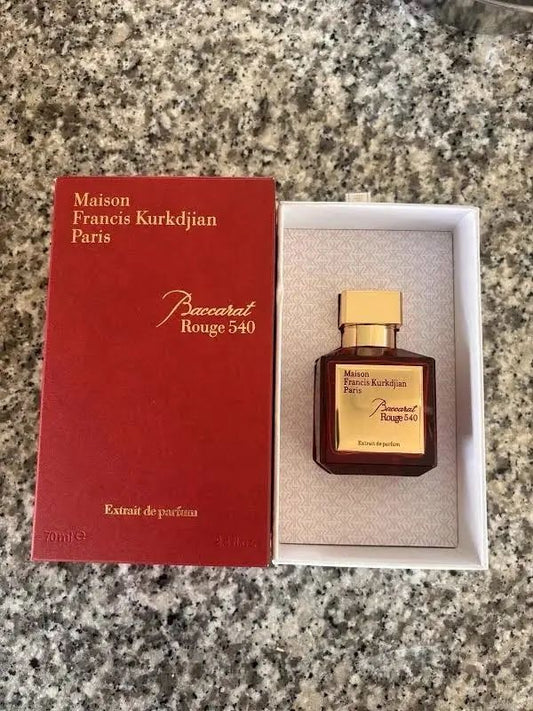 Maison
Francis Kurkdjian
Paris
Baccarat
Rouge 540
Extrait de parfum
70ml ℮
Maison
Francis Kurkdjian
Paris
Baccarat
Rouge 540
Extrait de parfum